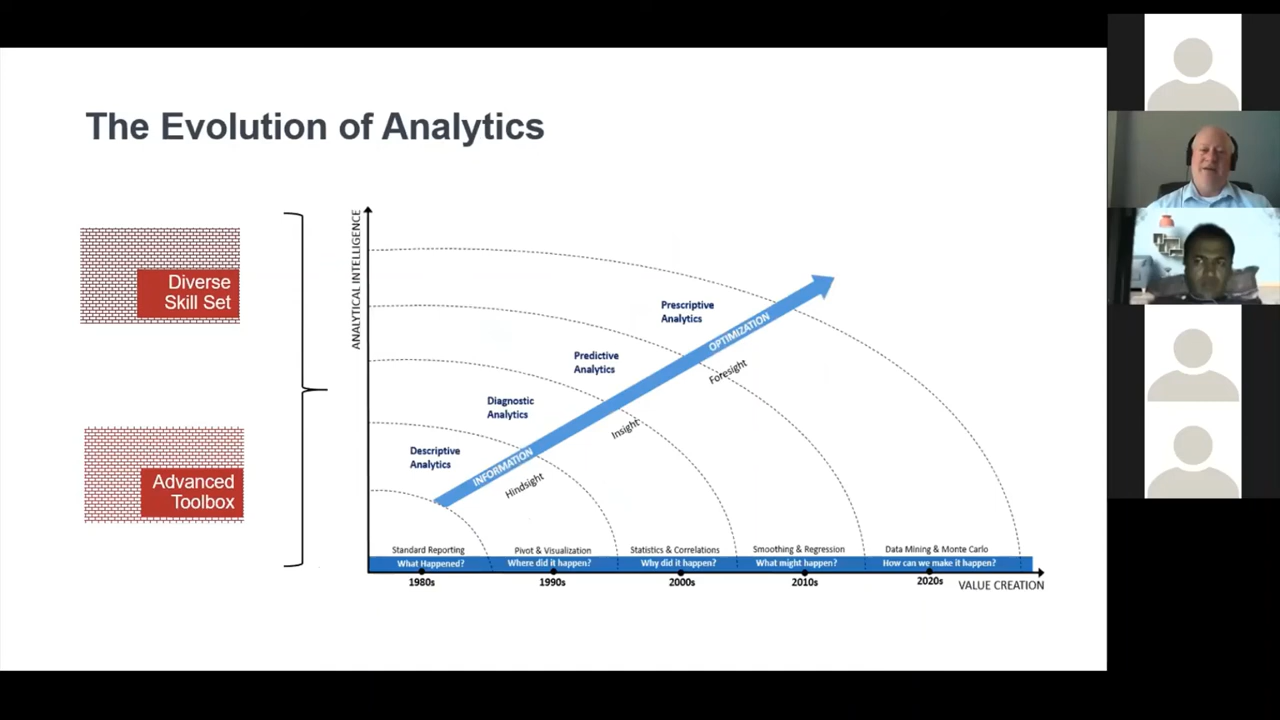 The Evolution of Analytics
Diverse
Skill Set
Advanced
Toolbox
ANALYTICAL INTELLIGENCE
Prescriptive
Analytics
OPTIMIZATION
Foresight
Predictive
Analytics
Insight
Diagnostic
Analytics
Descriptive
Analytics
INFORMATION
Hindsight
Standard Reporting
Pivot & Visualization
Statistics & Correlations
Smoothing & Regression
Data Mining & Monte Carlo
What Happened?
Where did it happen?
Why did it happen?
What might happen?
How can we make it happen?
1980s
1990s
2000s
2010s
2020s
VALUE CREATION